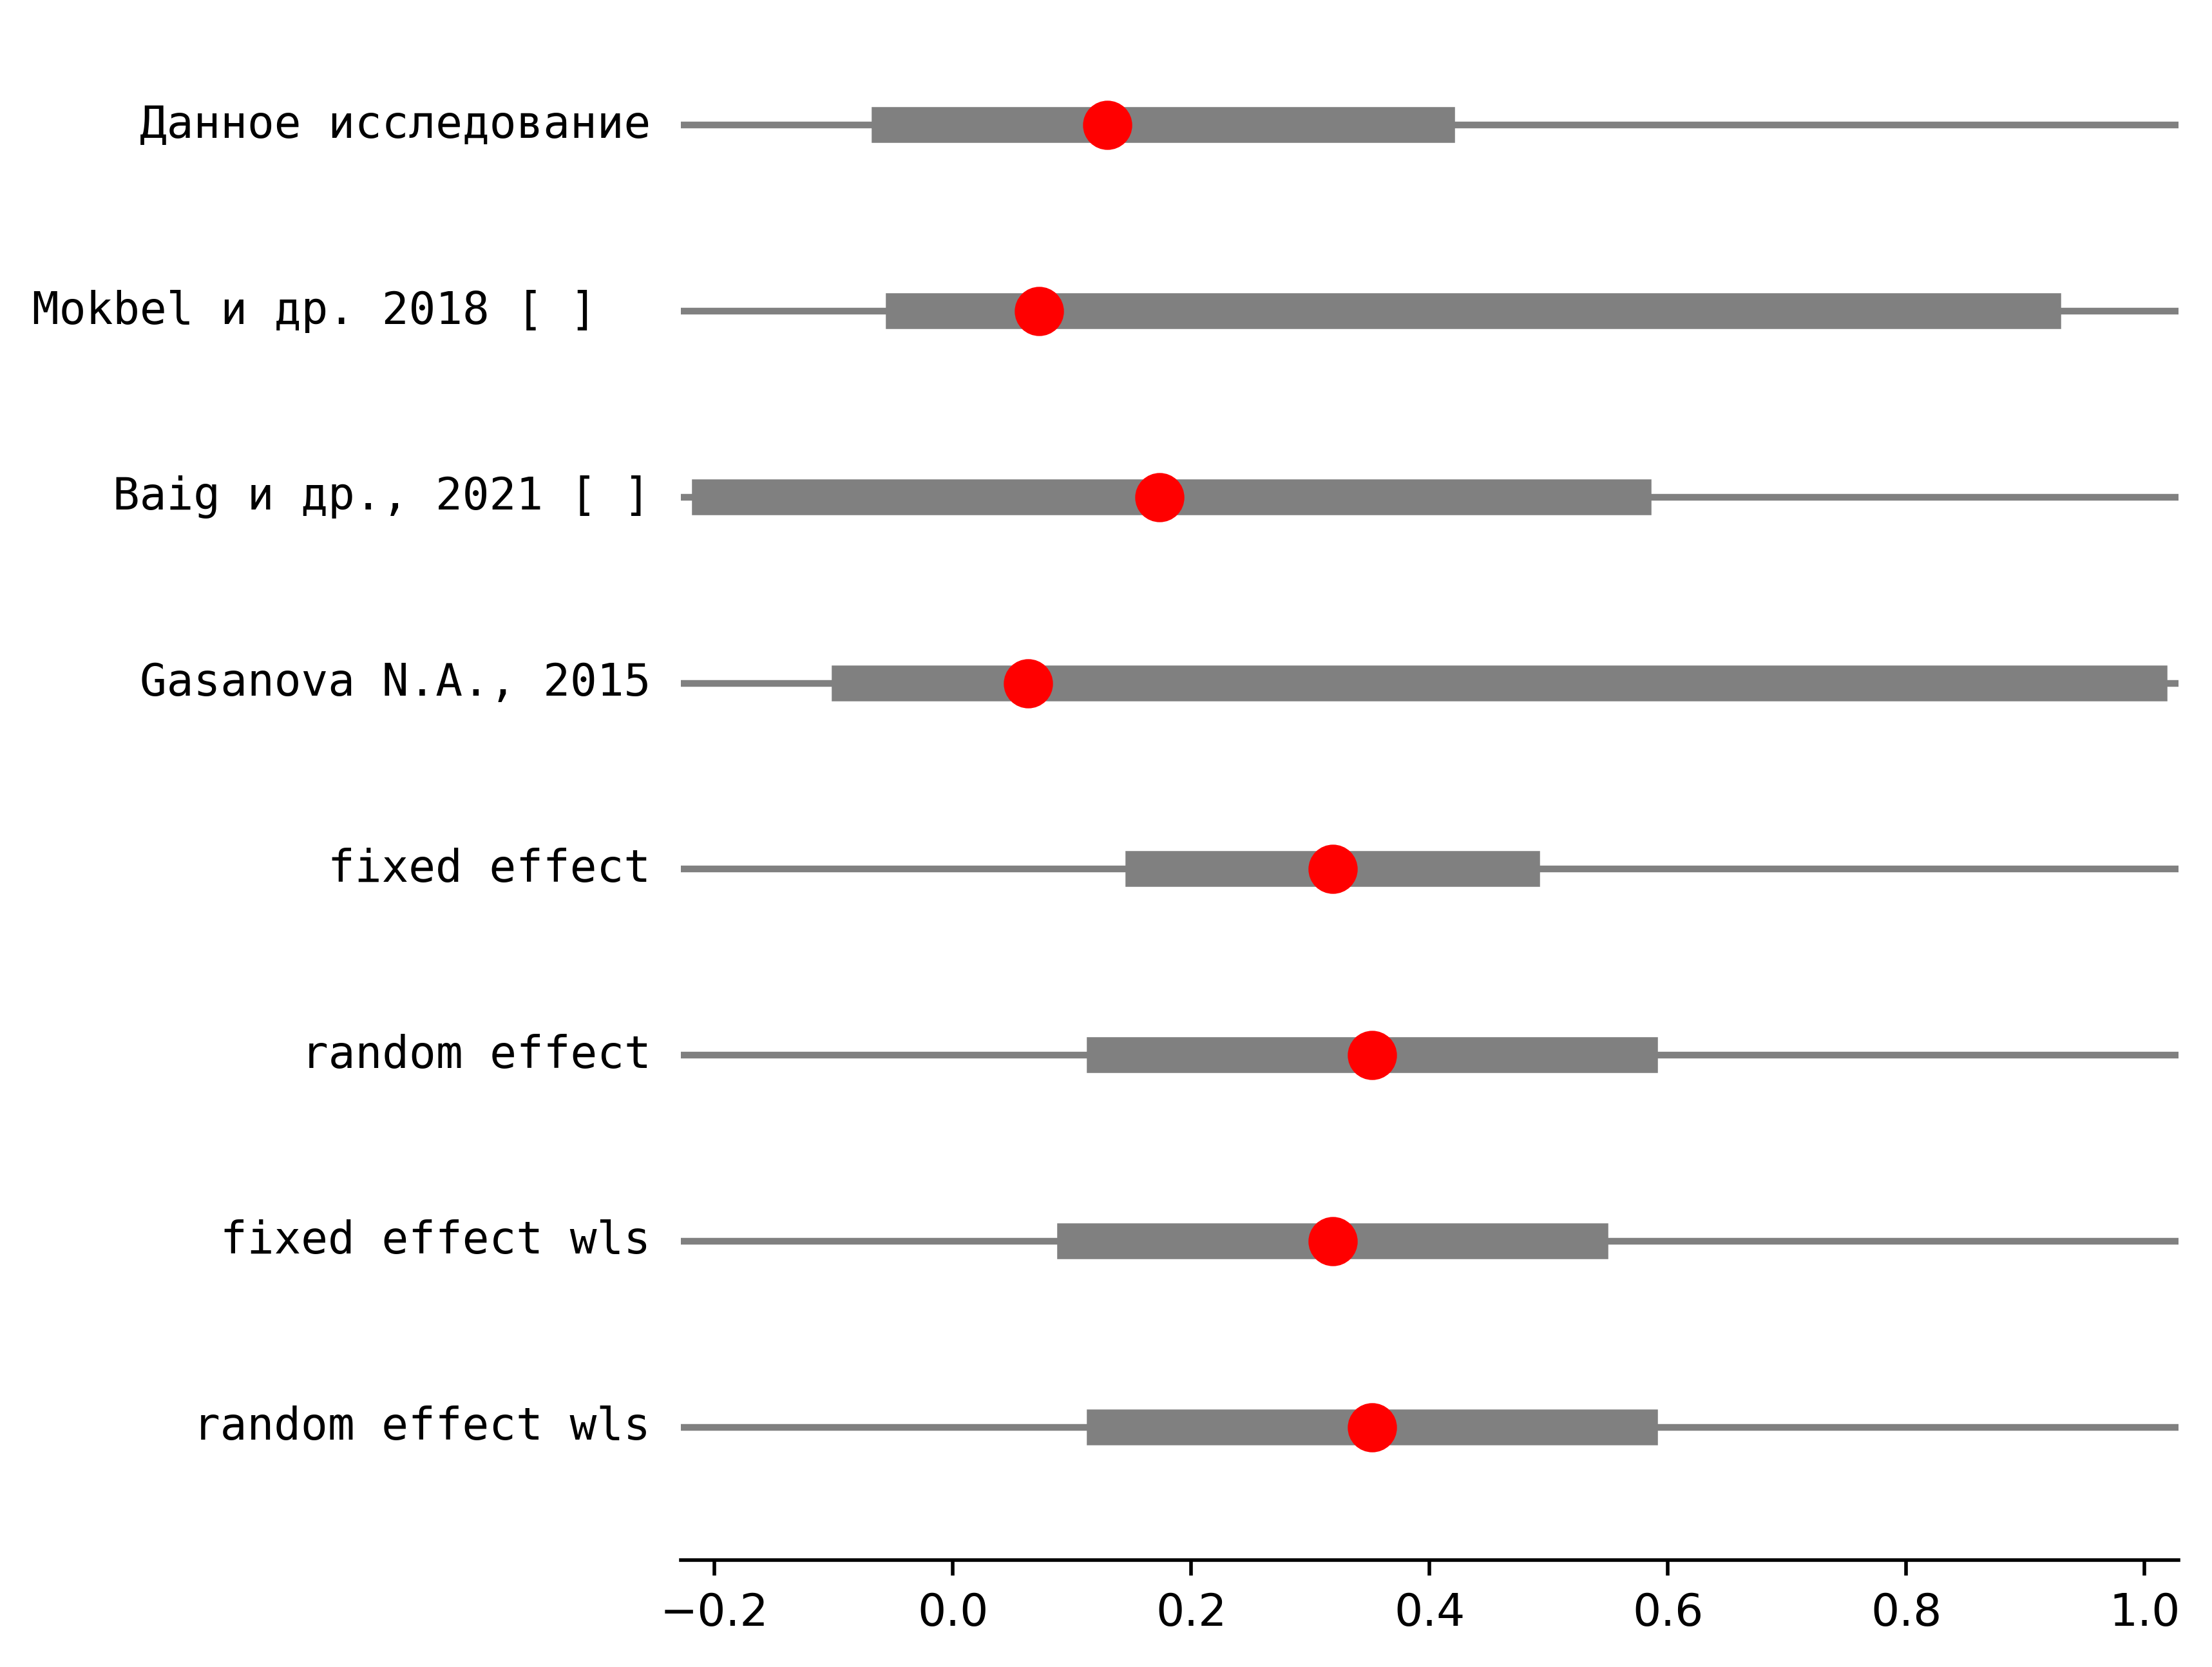 Данное исследование
Mokbel и др. 2018 [ ]
Baig и др., 2021 [ ]
Gasanova N.A., 2015
fixed effect
random effect
fixed effect wls
random effect wls
−0.2 0.0 0.2 0.4 0.6 0.8 1.0